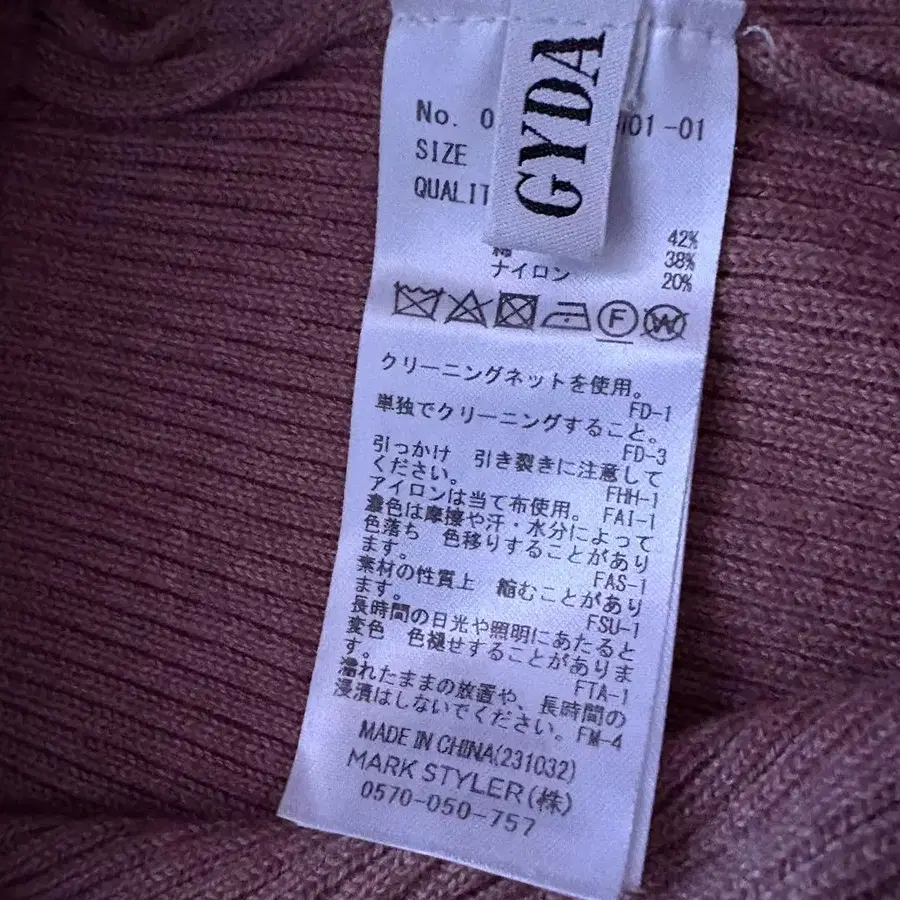 GYDA
No. 0 01-01
SIZE
QUALIT
42%
綿 38%
ナイロン 20%
F W
クリーニングネットを使用。
FD-1
単独でクリーニングすること。
FD-3
引っかけ 引き裂きに注意して
ください。 FHH-1
アイロンは当て布使用。 FAI-1
濃色は摩擦や汗・水分によって
色落ち 色移りすることがあり
ます。 FAS-1
素材の性質上 縮むことがあり
ます。 FSU-1
長時間の日光や照明にあたると
変色 色褪せすることがありま
す。 FTA-1
濡れたままの放置や、長時間の
浸漬はしないでください。FM-4
MADE IN CHINA(231032)
MARK STYLER(株)
0570-050-757